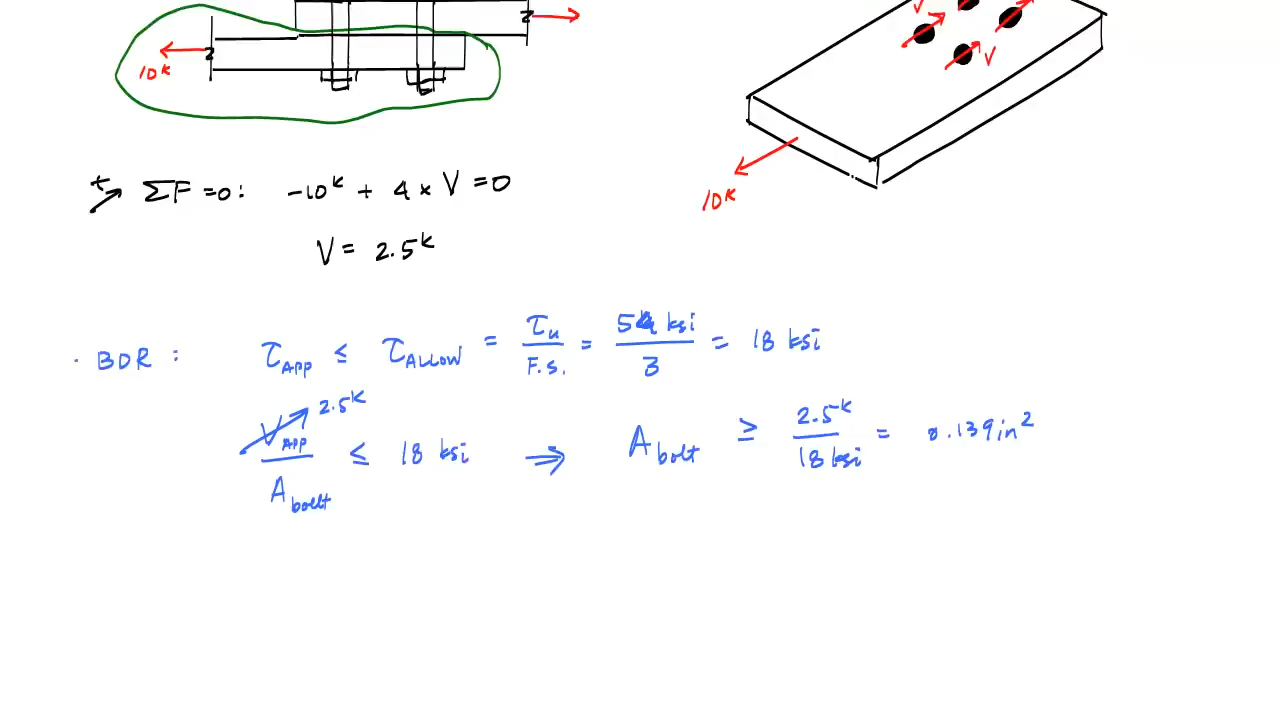 10k
V
V
10k
+↗ ΣF = 0: -10k + 4 × V = 0
V = 2.5k
· BDR: τAPP ≤ τALLOW = τu / F.S. = 54 ksi / 3 = 18 ksi
VAPP ↗ 2.5k / Abolt ≤ 18 ksi ⇒ Abolt ≥ 2.5k / 18 ksi = 0.139 in²